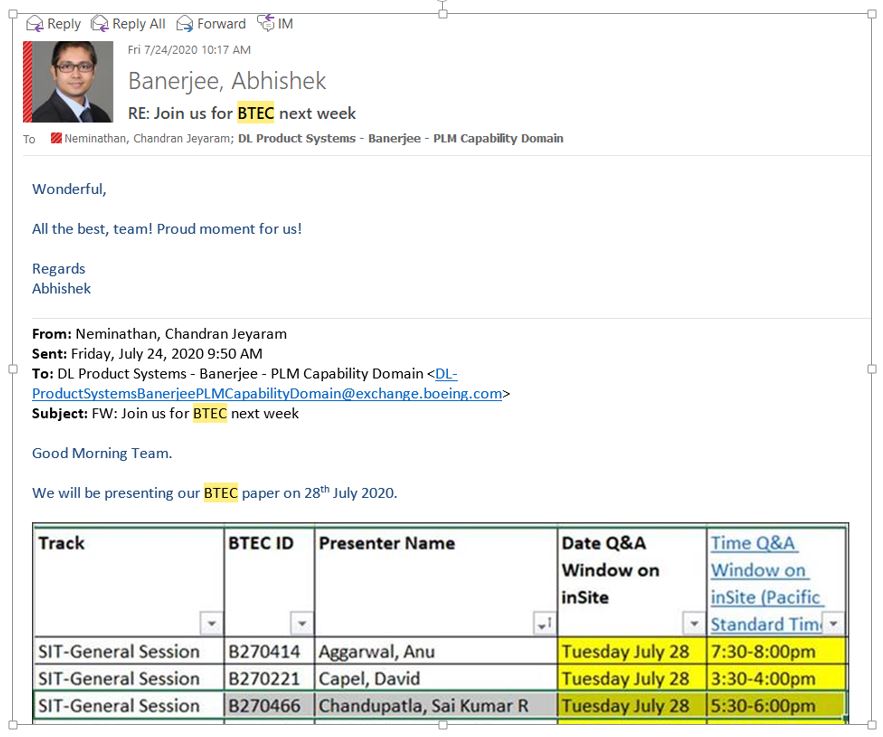 Reply Reply All Forward IM
Fri 7/24/2020 10:17 AM
Banerjee, Abhishek
RE: Join us for BTEC next week
To Neminathan, Chandran Jeyaram; DL Product Systems - Banerjee - PLM Capability Domain
Wonderful,
All the best, team! Proud moment for us!
Regards
Abhishek
From: Neminathan, Chandran Jeyaram
Sent: Friday, July 24, 2020 9:50 AM
To: DL Product Systems - Banerjee - PLM Capability Domain <DL-
ProductSystemsBanerjeePLMCapabilityDomain@exchange.boeing.com>
Subject: FW: Join us for BTEC next week
Good Morning Team.
We will be presenting our BTEC paper on 28th July 2020.
Track BTEC ID Presenter Name Date Q&A Time Q&A
Window on Window on
inSite inSite (Pacific
Standard Tim
SIT-General Session B270414 Aggarwal, Anu Tuesday July 28 7:30-8:00pm
SIT-General Session B270221 Capel, David Tuesday July 28 3:30-4:00pm
SIT-General Session B270466 Chandupatla, Sai Kumar R Tuesday July 28 5:30-6:00pm